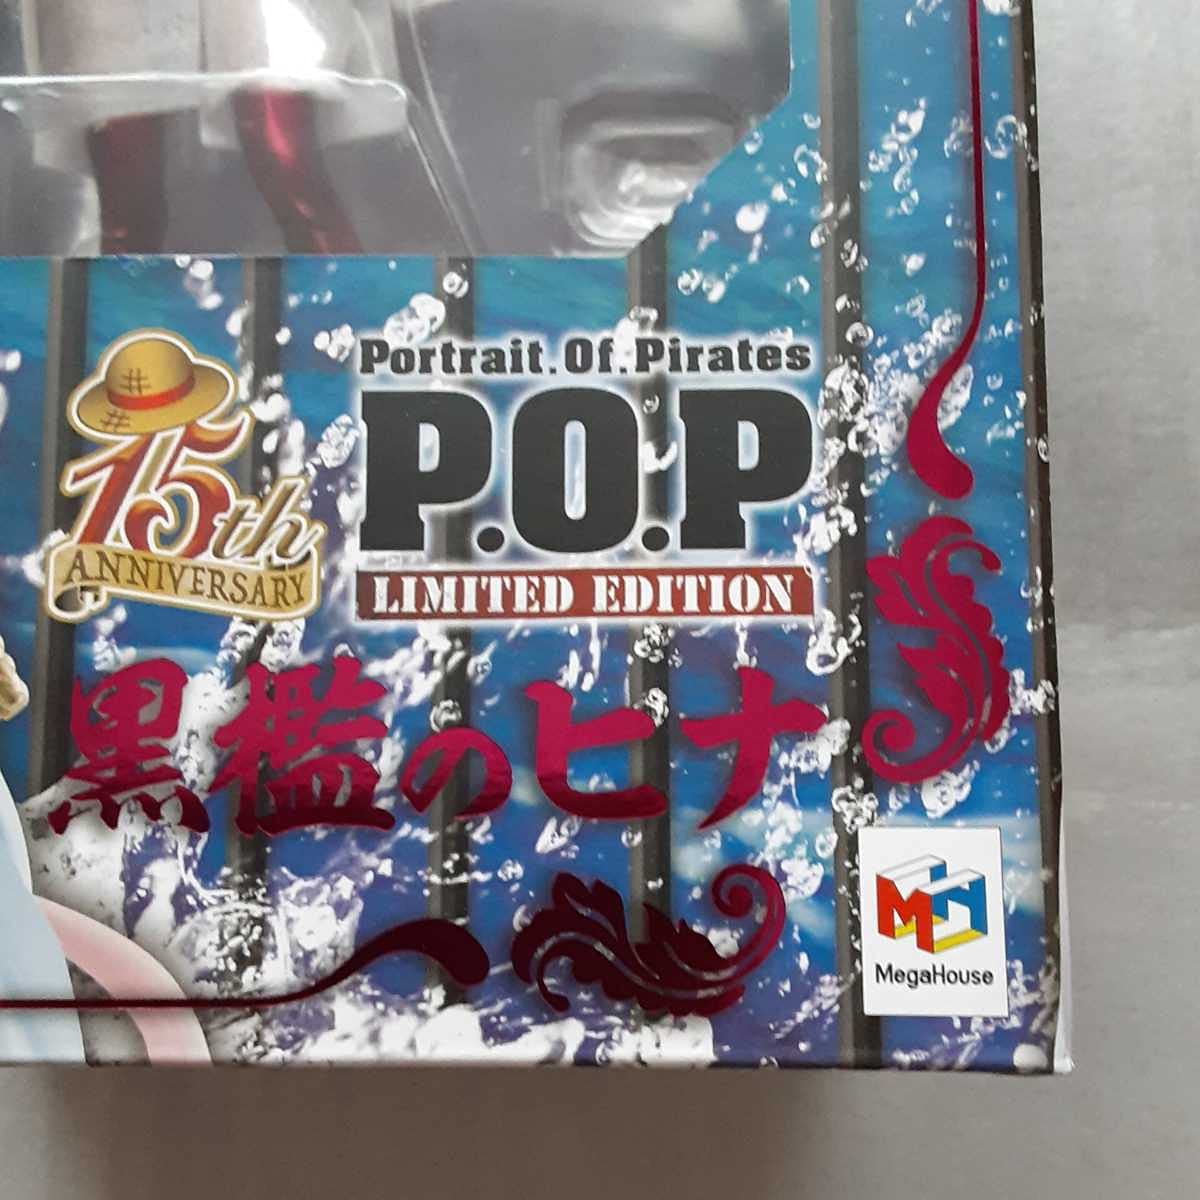 Portrait.Of.Pirates
P.O.P
LIMITED EDITION
15th
ANNIVERSARY
黒檻のヒナ
MegaHouse